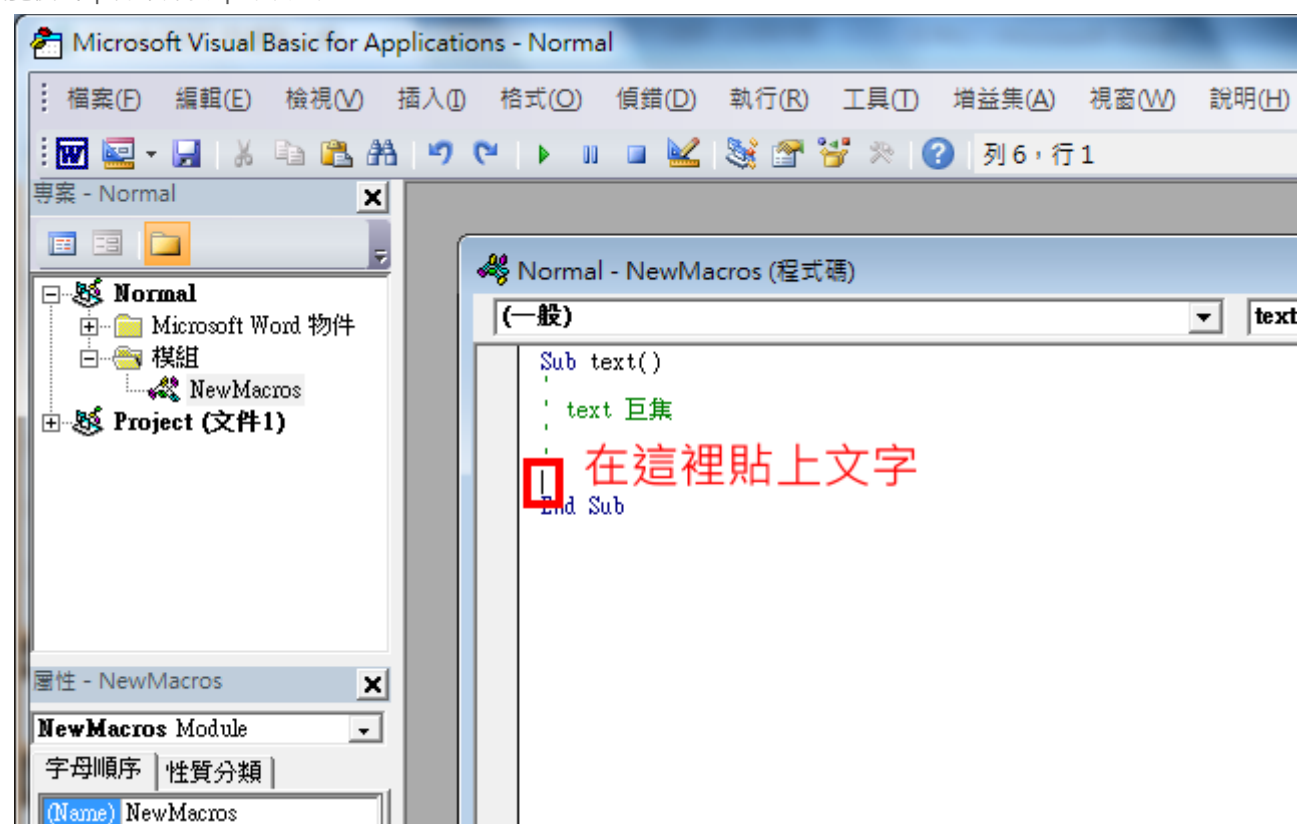 Microsoft Visual Basic for Applications - Normal
檔案(F) 編輯(E) 檢視(V) 插入(I) 格式(O) 偵錯(D) 執行(R) 工具(T) 增益集(A) 視窗(W) 說明(H)
列 6，行 1
專案 - Normal
Normal
Microsoft Word 物件
模組
NewMacros
Project (文件1)
Normal - NewMacros (程式碼)
(一般) text
Sub text()
'
' text 巨集
'
'
在這裡貼上文字
End Sub
屬性 - NewMacros
NewMacros Module
字母順序 性質分類
(Name) NewMacros